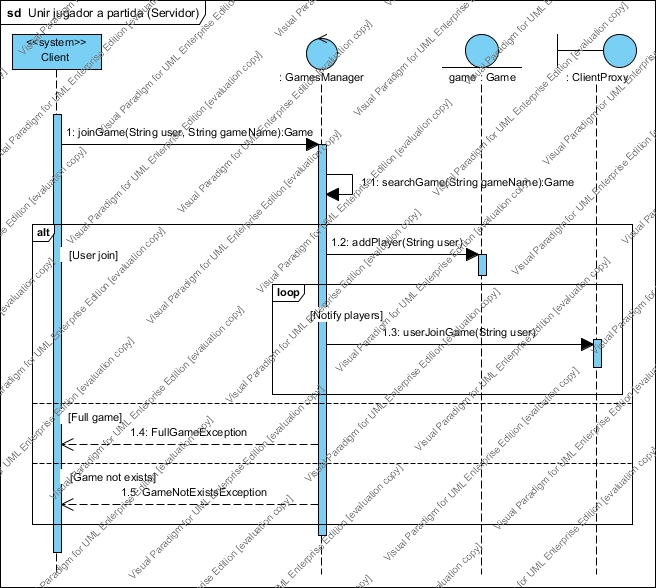 sd Unir jugador a partida (Servidor)
<<system>>
Client
: GamesManager
game : Game
: ClientProxy
1: joinGame(String user, String gameName):Game
1.1: searchGame(String gameName):Game
alt
1.2: addPlayer(String user)
[User join]
loop
[Notify players]
1.3: userJoinGame(String user)
[Full game]
1.4: FullGameException
[Game not exists]
1.5: GameNotExistsException
Visual Paradigm for UML Enterprise Edition [evaluation copy]